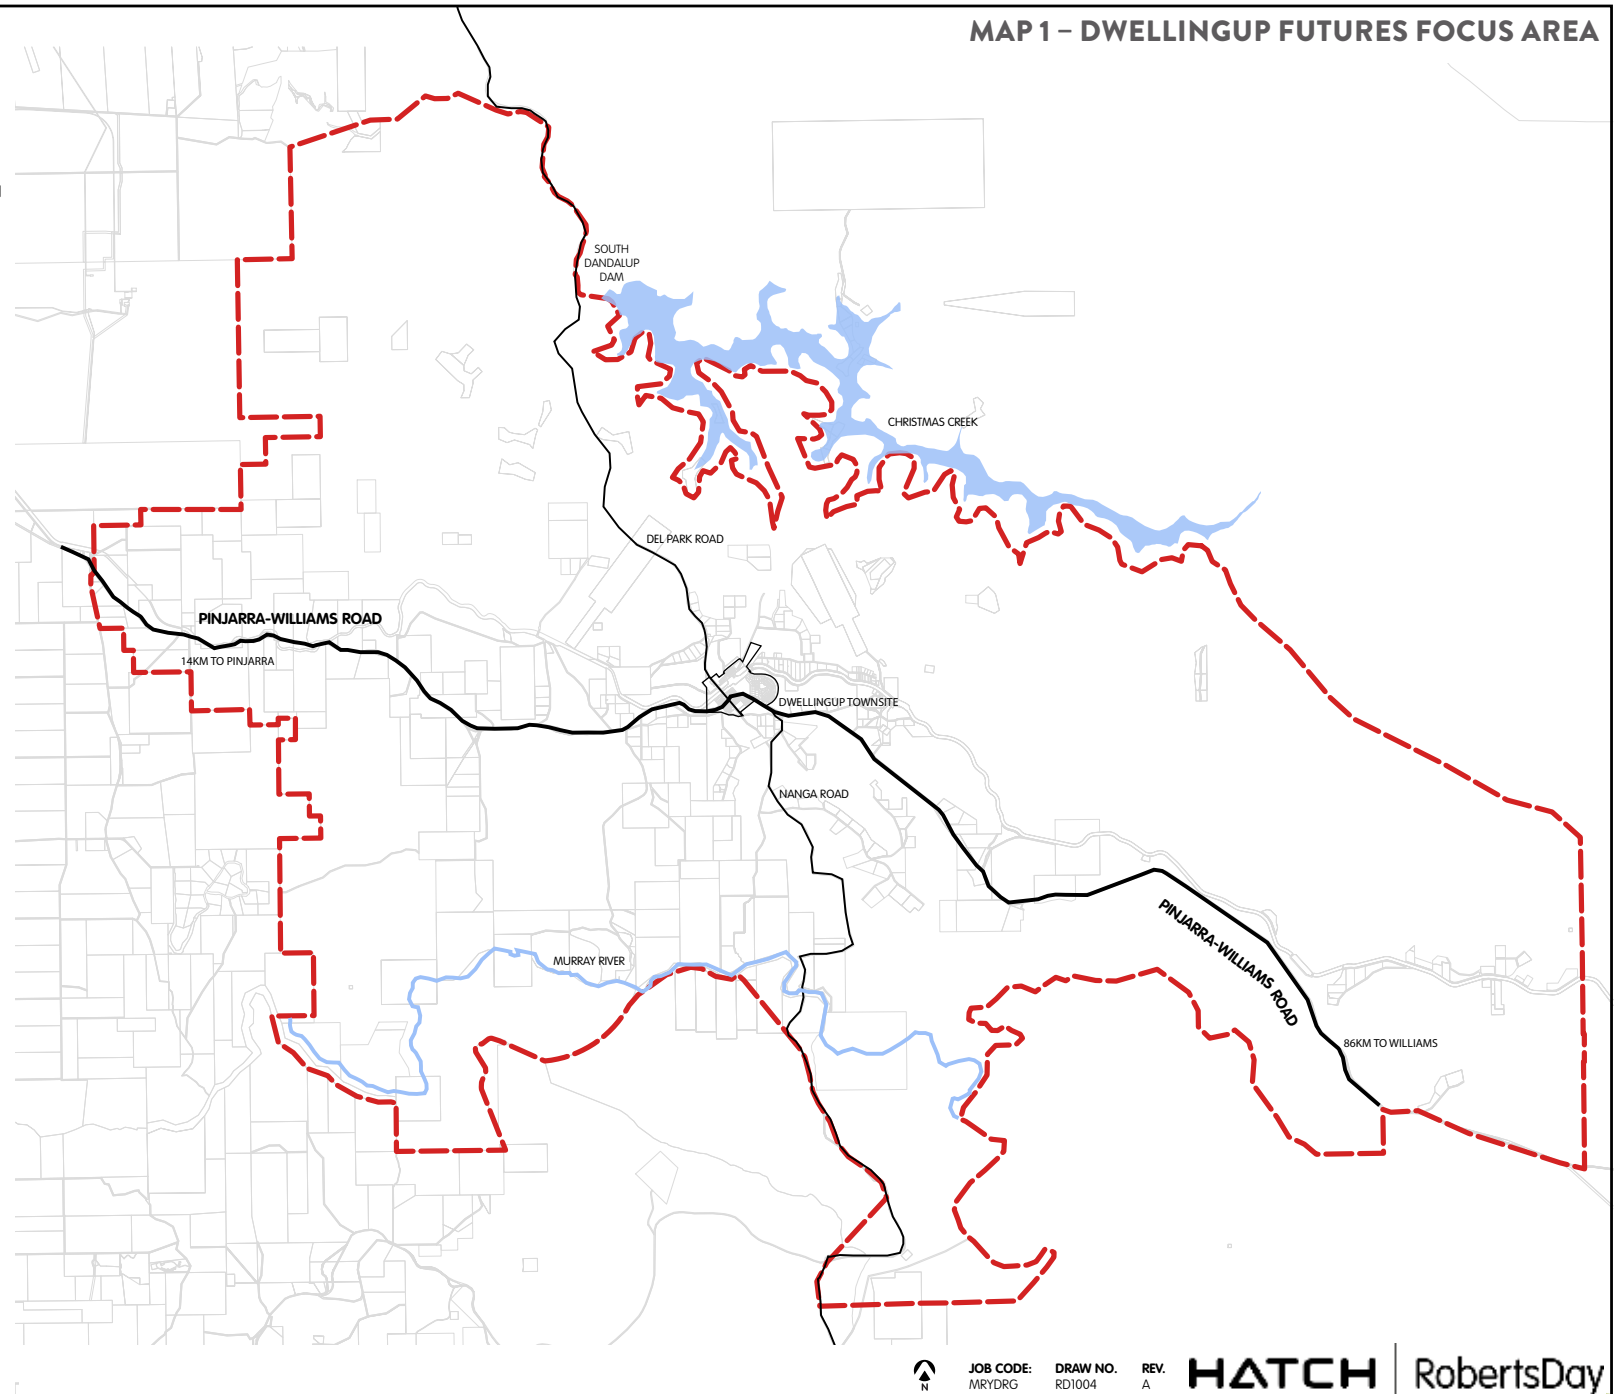 MAP 1 – DWELLINGUP FUTURES FOCUS AREA
SOUTH
DANDALUP
DAM
CHRISTMAS CREEK
DEL PARK ROAD
PINJARRA-WILLIAMS ROAD
14KM TO PINJARRA
DWELLINGUP TOWNSITE
NANGA ROAD
PINJARRA-WILLIAMS ROAD
MURRAY RIVER
86KM TO WILLIAMS
N
JOB CODE: DRAW NO. REV.
MRYDRG RD1004 A
HATCH RobertsDay